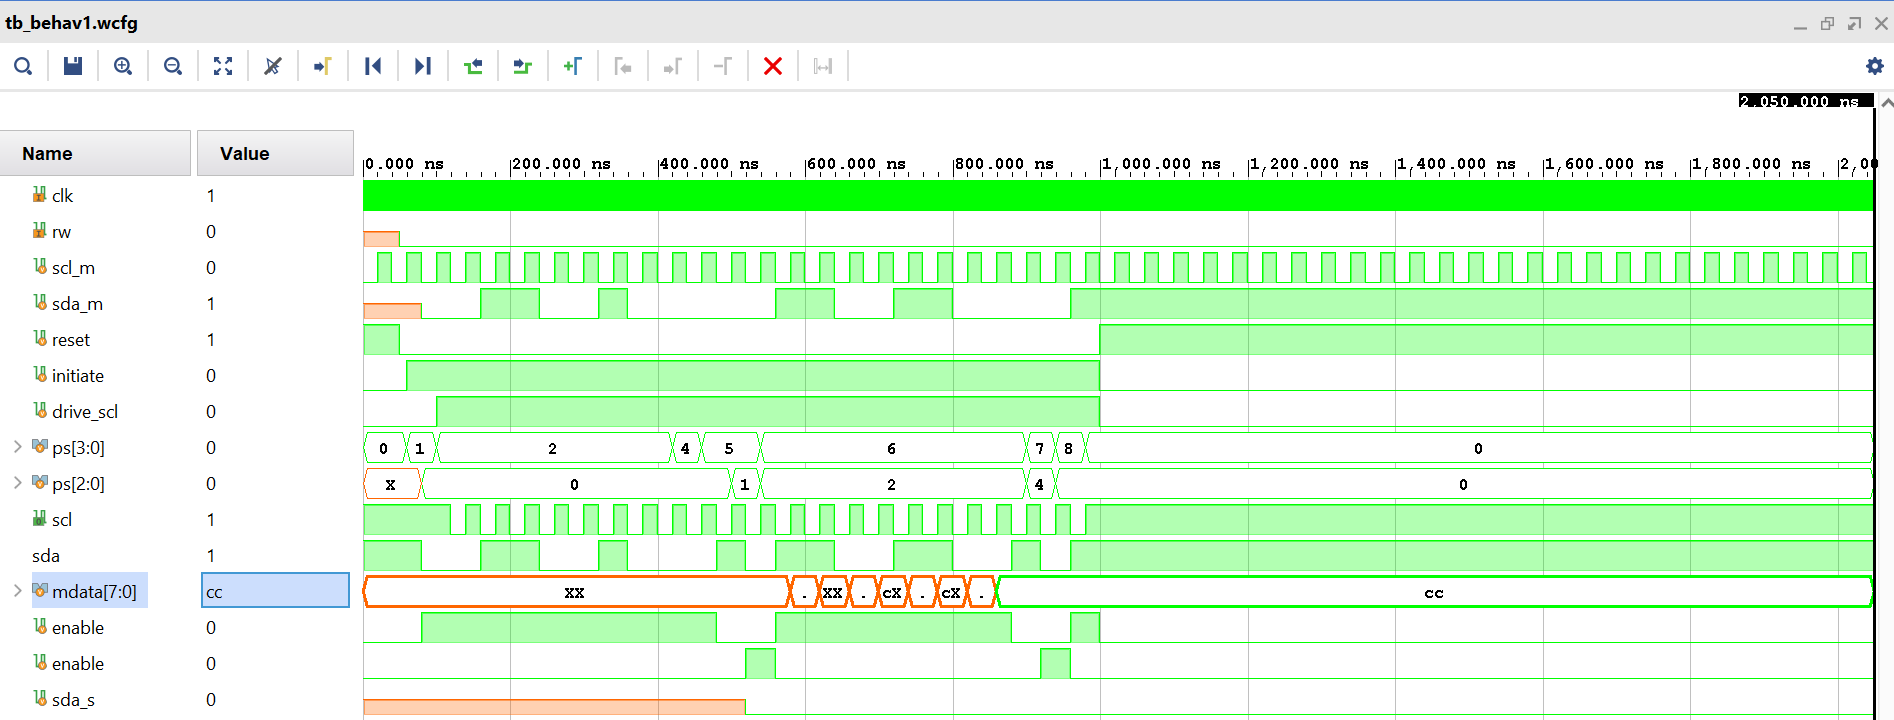 tb_behav1.wcfg
2,050.000 ns
Name Value
0.000 ns 200.000 ns 400.000 ns 600.000 ns 800.000 ns 1,000.000 ns 1,200.000 ns 1,400.000 ns 1,600.000 ns 1,800.000 ns 2,00
clk 1
rw 0
scl_m 0
sda_m 1
reset 1
initiate 0
drive_scl 0
ps[3:0] 0 0 1 2 4 5 6 7 8 0
ps[2:0] 0 X 0 1 2 4 0
scl 1
sda 1
mdata[7:0] cc XX . XX . cX . cX . cc
enable 0
enable 0
sda_s 0